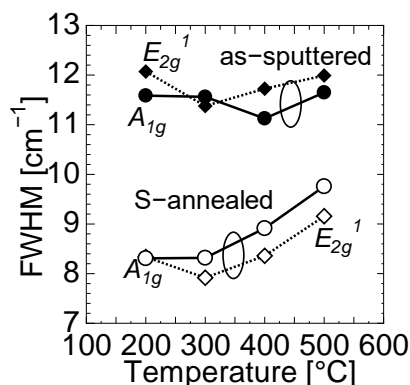 13
12
11
10
9
8
7
FWHM [cm⁻¹]
E₂g¹
as−sputtered
A₁g
S−annealed
A₁g
E₂g¹
100 200 300 400 500 600
Temperature [°C]